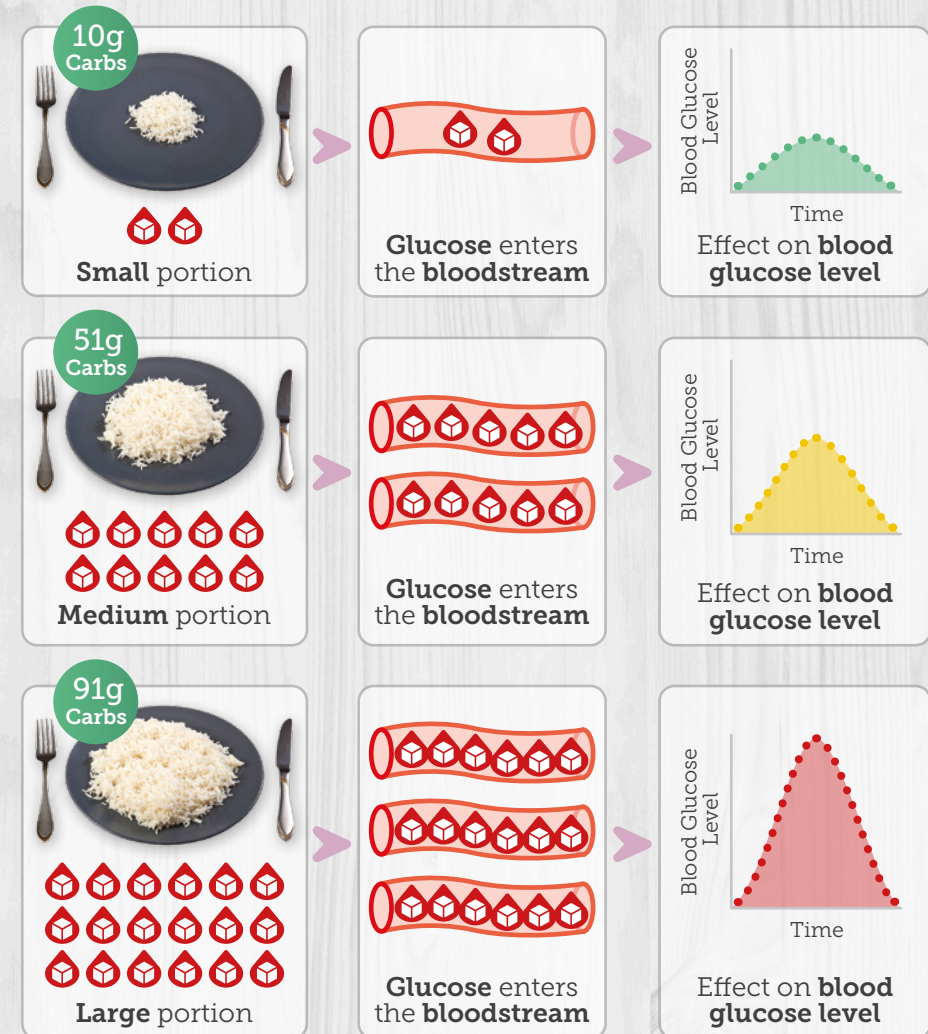 10g
Carbs
Small portion
Glucose enters
the bloodstream
Blood Glucose
Level
Time
Effect on blood
glucose level
51g
Carbs
Medium portion
Glucose enters
the bloodstream
Blood Glucose
Level
Time
Effect on blood
glucose level
91g
Carbs
Large portion
Glucose enters
the bloodstream
Blood Glucose
Level
Time
Effect on blood
glucose level